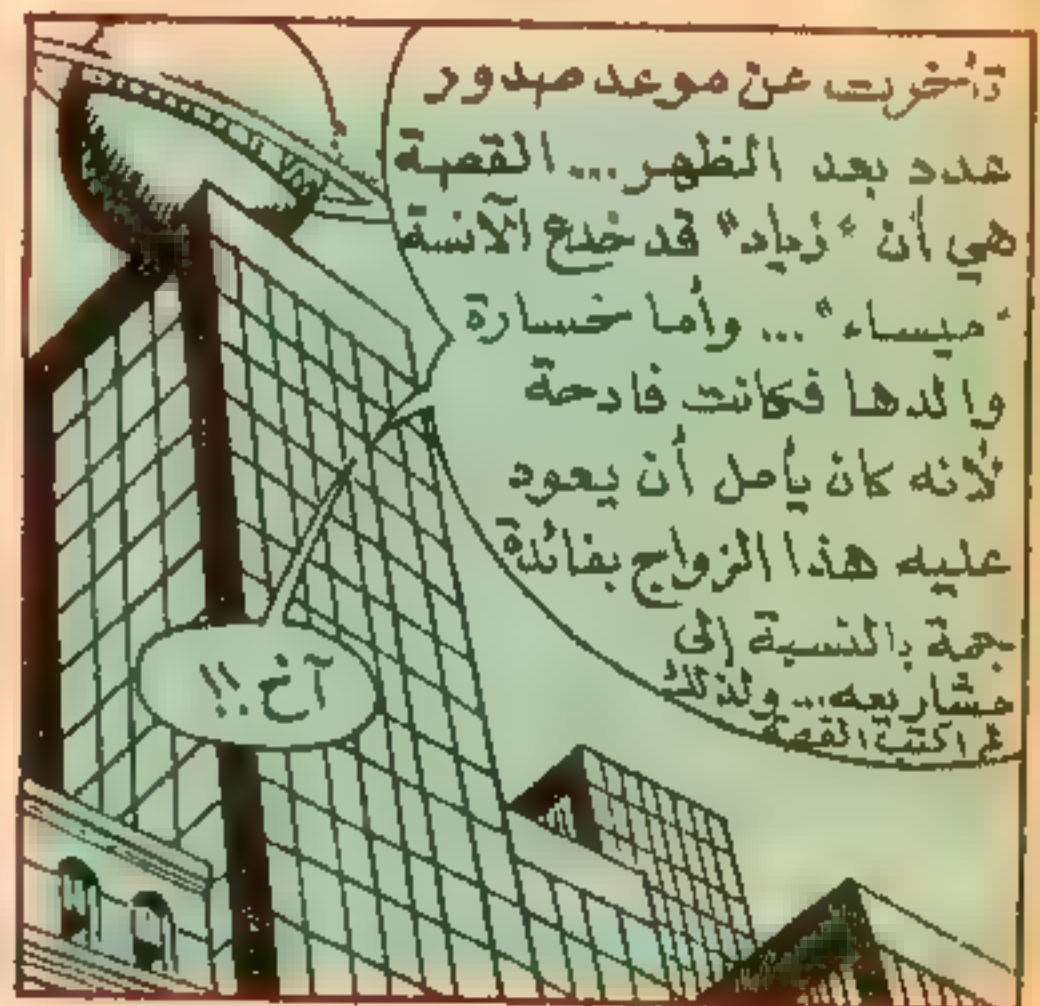 تأخرت عن موعد صدور
عدد بعد الظهر... القصة
هي أن "زياد" قد خدع الآنسة
"ميساء"... وأما خسارة
والدها فكانت فادحة
لأنه كان يأمل أن يعود
عليه هذا الزواج بفائدة
جمة بالنسبة إلى
مشاريعه... ولذلك
لم اكتب القصة
آخ.!!